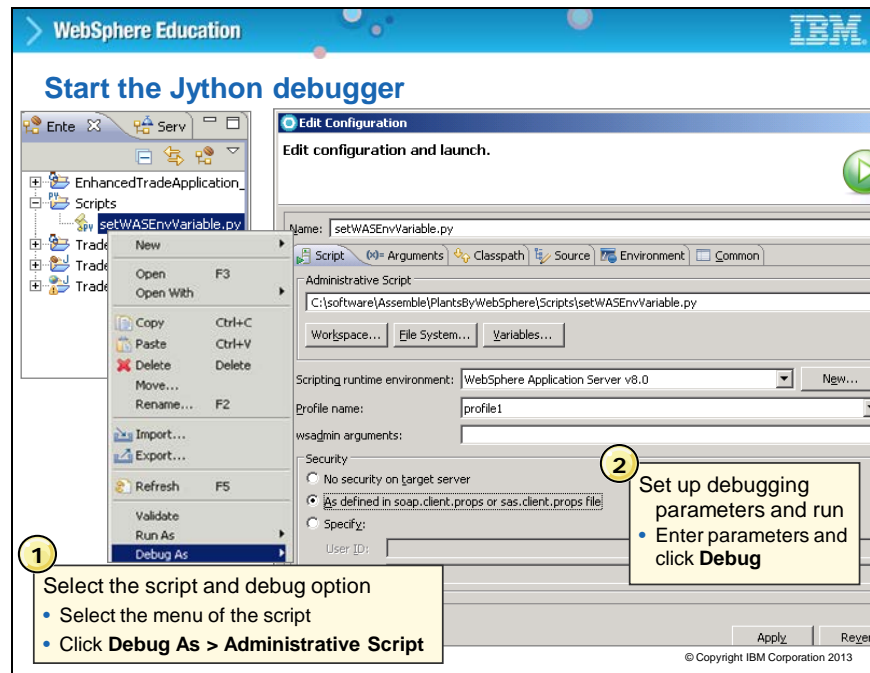 WebSphere Education
IBM
Start the Jython debugger
Ente
Serv
EnhancedTradeApplication_
Scripts
setWASEnvVariable.py
Trade
Trade
Trade
New
Open F3
Open With
Copy Ctrl+C
Paste Ctrl+V
Delete Delete
Move...
Rename... F2
Import...
Export...
Refresh F5
Validate
Run As
Debug As
Edit Configuration
Edit configuration and launch.
Name: setWASEnvVariable.py
Script (x)= Arguments Classpath Source Environment Common
Administrative Script
C:\software\Assemble\PlantsByWebSphere\Scripts\setWASEnvVariable.py
Workspace... File System... Variables...
Scripting runtime environment: WebSphere Application Server v8.0 New...
Profile name: profile1
wsadmin arguments:
Security
No security on target server
As defined in soap.client.props or sas.client.props file
Specify:
User ID:
Apply Rever
1
Select the script and debug option
• Select the menu of the script
• Click Debug As > Administrative Script
2
Set up debugging
parameters and run
• Enter parameters and
click Debug
© Copyright IBM Corporation 2013